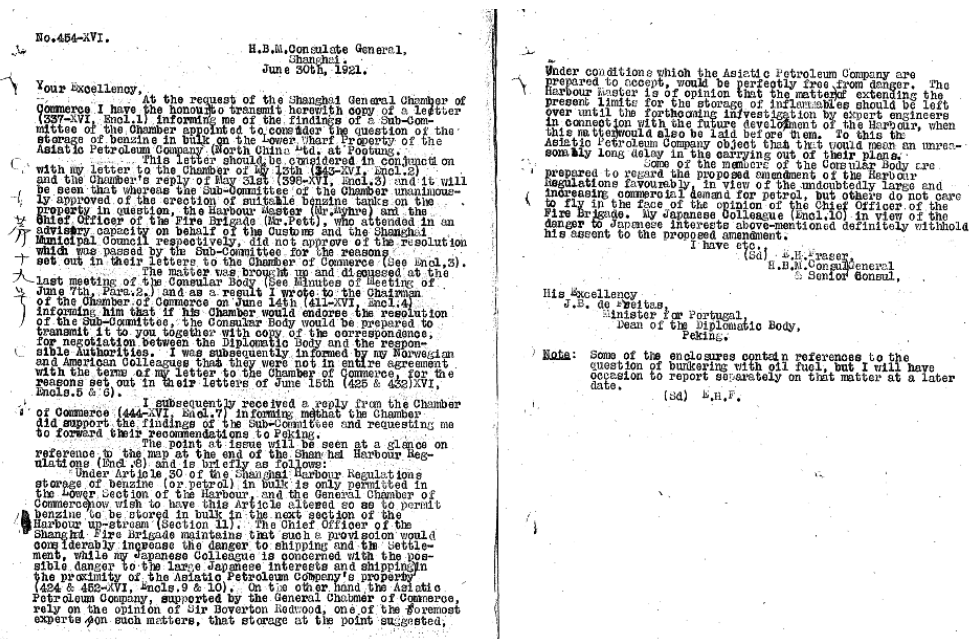 No.454-XVI.
H.B.M.Consulate General,
Shanghai.
June 30th, 1921.
Your Excellency,
At the request of the Shanghai General Chamber of
Commerce I have the honour to transmit herewith copy of a letter
(337-XVI, Encl.1) informing me of the findings of a Sub-Com-
mittee of the Chamber appointed to consider the question of the
storage of benzine in bulk on the Lower Wharf Property of the
Asiatic Petroleum Company (North China) Ltd. at Pootung.
This letter should be considered in conjuncti on
with my letter to the Chamber of May 13th (343-XVI, Encl.2)
and the Chamber's reply of May 31st (398-XVI, Encl.3) and it will
be seen that whereas the Sub-Committee of the Chamber unanimous-
ly approved of the erection of suitable benzine tanks on the
property in question, the Harbour Master (Mr.Myhre) and the
Chief Officer of the Fire Brigade (Mr.Pett), who attended in an
advisory capacity on behalf of the Customs and the Shanghai
Municipal Council respectively, did not approve of the resolution
which was passed by the Sub-Committee for the reasons
set out in their letters to the Chamber of Commerce (See Encl,3).
The matter was brought up and discussed at the
last meeting of the Consular Body (See Minutes of Meeting of
June 7th, Para.2.) and as a result I wrote to the Chairman
of the Chamber of Commerce on June 14th (411-XVI, Encl.4)
informing him that if his Chamber would endorse the resolution
of the Sub-Committee, the Consular Body would be prepared to
transmit it to you together with copy of the correspondence,
for negotiation between the Diplomatic Body and the respon-
sible Authorities. I was subsequently informed by my Norwegian
and American Colleagues that they were not in entire agreement
with the terms of my letter to the Chamber of Commerce, for the
reasons set out in their letters of June 15th (425 & 432)XVI,
Encls.5 & 6).
I subsequently received a reply from the Chamber
of Commerce (444-XVI, Encl.7) informing me that the Chamber
did support the findings of the Sub-Committee and requesting me
to forward their recommendations to Peking.
The point at issue will be seen at a glance on
reference to the map at the end of the Shanghai Harbour Reg-
ulations (Encl.8) and is briefly as follows:
Under Article 30 of the Shanghai Harbour Regulations
storage of benzine (or petrol) in bulk is only permitted in
the Lower Section of the Harbour, and the General Chamber of
Commerce now wish to have this Article altered so as to permit
benzine to be stored in bulk in the next section of the
Harbour up-stream (Section 11). The Chief Officer of the
Shanghai Fire Brigade maintains that such a provision would
considerably increase the danger to shipping and the Settle-
ment, while my Japanese Colleague is concerned with the pos-
sible danger to the large Japanese interests and shipping in
the proximity of the Asiatic Petroleum Company's property
(424 & 452-XVI, Encls.9 & 10). On the other hand the Asiatic
Petroleum Company, supported by the General Chabmer of Commerce,
rely on the opinion of Sir Boverton Redwood, one of the foremost
experts on such matters, that storage at the point suggested,
Under conditions which the Asiatic Petroleum Company are
prepared to accept, would be perfectly free from danger. The
Harbour Master is of opinion that the matter of extending the
present limits for the storage of inflammables should be left
over until the forthcoming investigation by expert engineers
in connection with the future development of the Harbour, when
this matter would also be laid before them. To this the
Asiatic Petroleum Company object that that would mean an unrea-
sonably long delay in the carrying out of their plans.
Some of the members of the Consular Body are
prepared to regard the proposed amendment of the Harbour
Regulations favourably, in view of the undoubtedly large and
increasing commercial demand for petrol, but others do not care
to fly in the face of the opinion of the Chief Officer of the
Fire Brigade. My Japanese Colleague (Encl.10) in view of the
danger to Japanese interests above-mentioned definitely withhold
his assent to the proposed amendment.
I have etc.,
(Sd) E.H.Fraser,
H.B.M.Consul General
& Senior Consul,
His Excellency
J.B. de Freitas,
Minister for Portugal,
Dean of the Diplomatic Body,
Peking.
Note: Some of the enclosures contain references to the
question of bunkering with oil fuel, but I will have
occasion to report separately on that matter at a later
date.
(Sd) E.H.F.